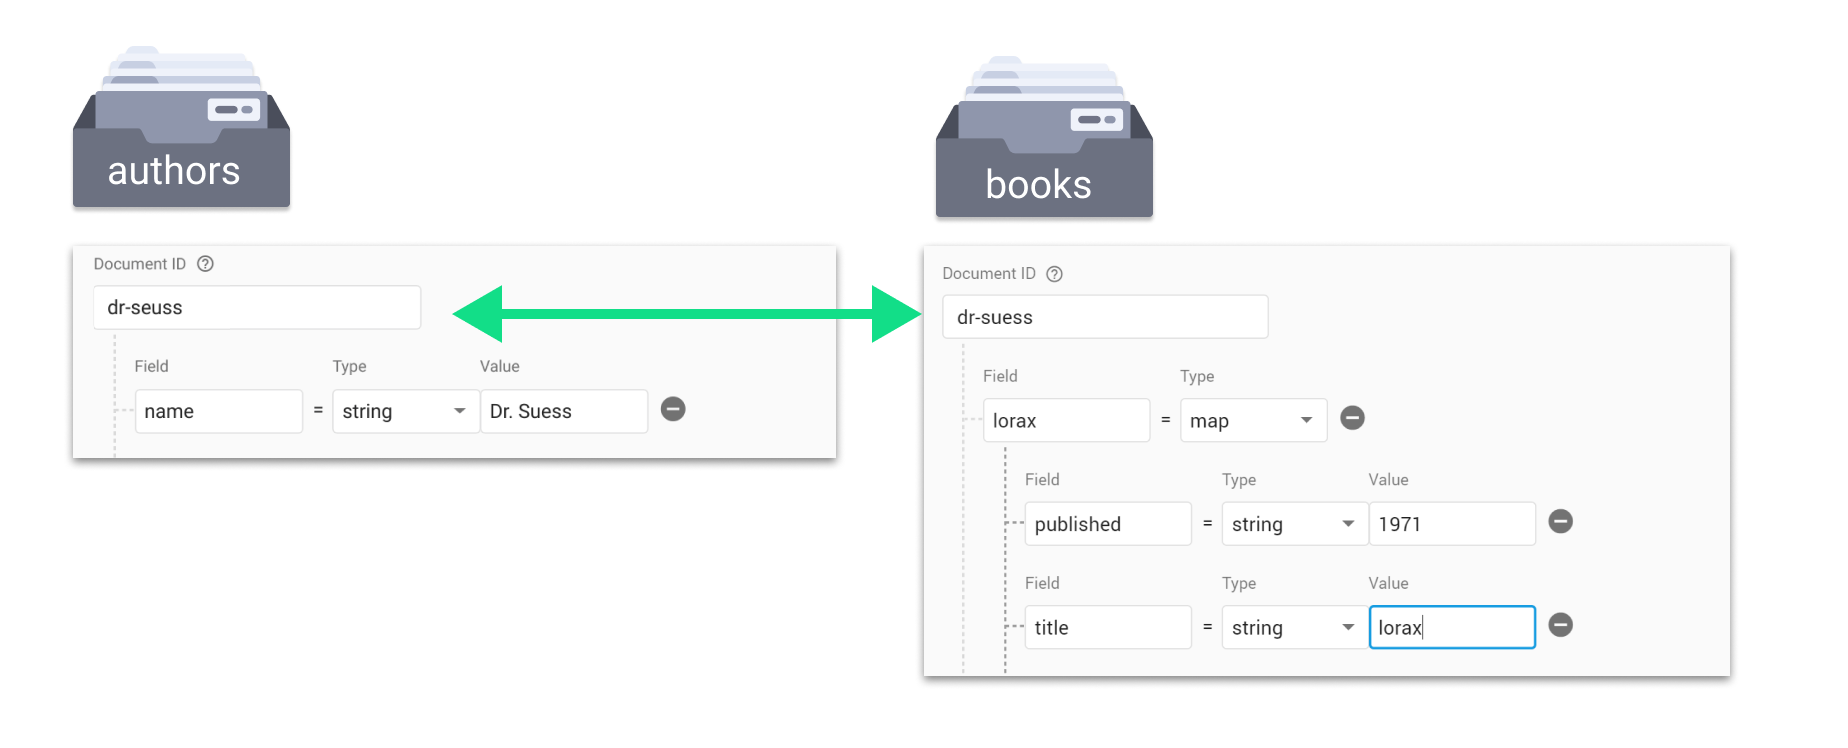 authors
Document ID ?
dr-seuss
Field Type Value
name = string Dr. Suess
books
Document ID ?
dr-suess
Field Type
lorax = map
Field Type Value
published = string 1971
Field Type Value
title = string lorax